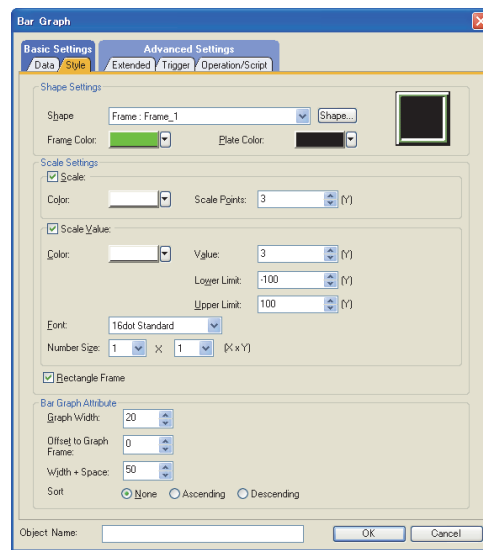 Bar Graph
Basic Settings Advanced Settings
Data Style Extended Trigger Operation/Script
Shape Settings
Shape Frame : Frame_1 Shape...
Frame Color: Plate Color:
Scale Settings
Scale:
Color: Scale Points: 3 (Y)
Scale Value:
Color: Value: 3 (Y)
Lower Limit: -100 (Y)
Upper Limit: 100 (Y)
Font: 16dot Standard
Number Size: 1 X 1 (X x Y)
Rectangle Frame
Bar Graph Attribute
Graph Width: 20
Offset to Graph Frame: 0
Width + Space: 50
Sort None Ascending Descending
Object Name: OK Cancel